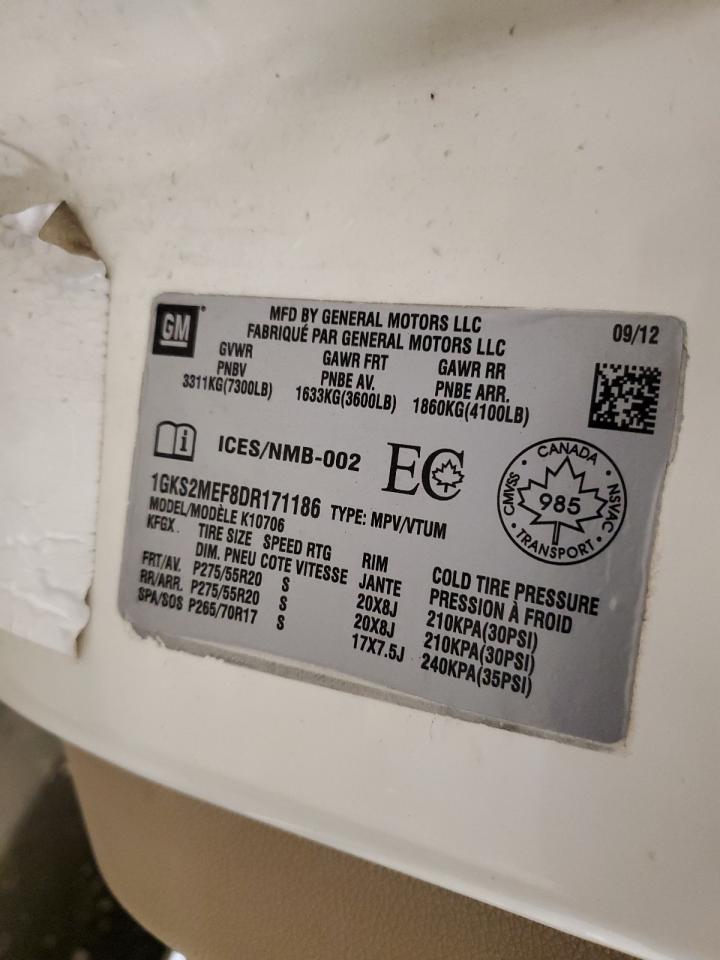 GM
MFD BY GENERAL MOTORS LLC
FABRIQUÉ PAR GENERAL MOTORS LLC
09/12
GVWR GAWR FRT GAWR RR
PNBV PNBE AV. PNBE ARR.
3311KG(7300LB) 1633KG(3600LB) 1860KG(4100LB)
i ICES/NMB-002 EC
CANADA
CMVSS 985 NSVAC
TRANSPORT
1GKS2MEF8DR171186 TYPE: MPV/VTUM
MODEL/MODÈLE K10706
KFGX TIRE SIZE SPEED RTG RIM COLD TIRE PRESSURE
DIM. PNEU COTE VITESSE JANTE PRESSION À FROID
FRT/AV. P275/55R20 S 20X8J 210KPA(30PSI)
RR/ARR. P275/55R20 S 20X8J 210KPA(30PSI)
SPA/SOS P265/70R17 S 17X7.5J 240KPA(35PSI)